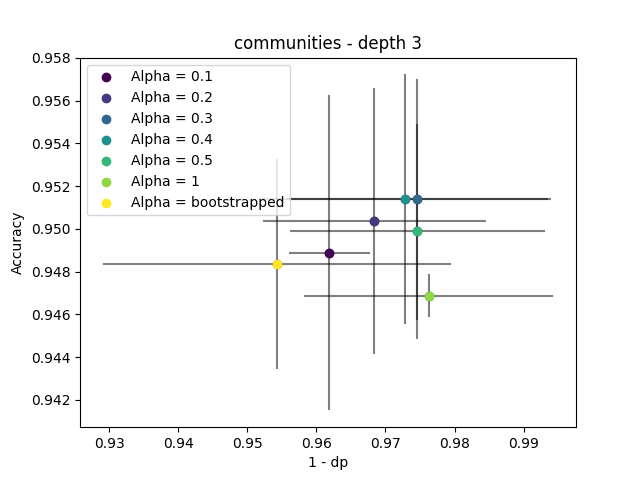 communities - depth 3
0.958
0.956
0.954
0.952
0.950
0.948
0.946
0.944
0.942
Accuracy
Alpha = 0.1
Alpha = 0.2
Alpha = 0.3
Alpha = 0.4
Alpha = 0.5
Alpha = 1
Alpha = bootstrapped
0.93 0.94 0.95 0.96 0.97 0.98 0.99
1 - dp